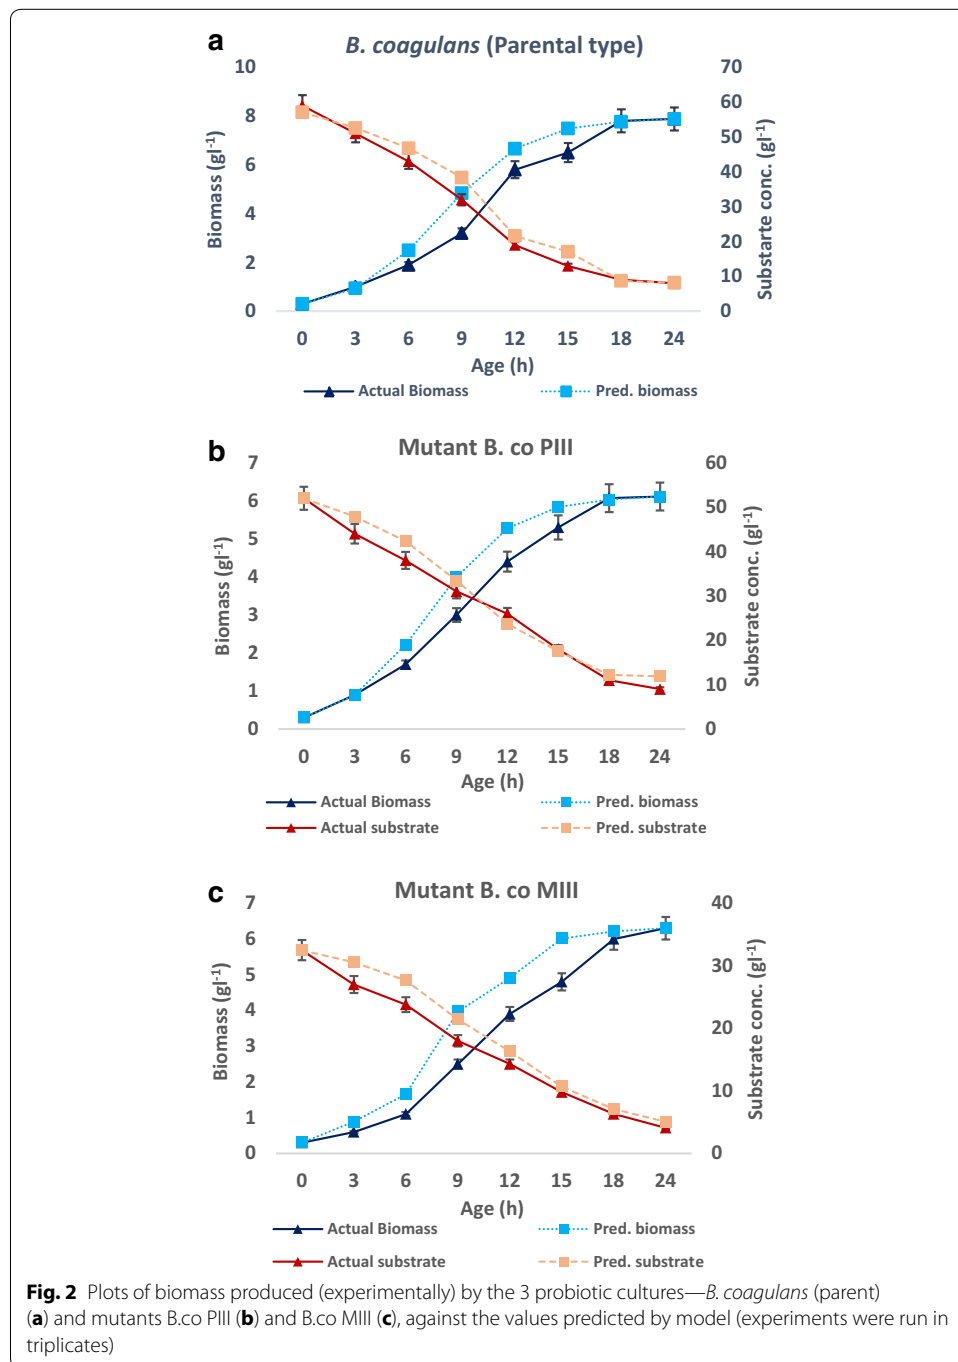 a
B. coagulans (Parental type)
10 70
8 60
6 50
4 40
2 30
0 20
10
0
Biomass (gl-1)
Substarte conc. (gl-1)
0 3 6 9 12 15 18 24
Age (h)
Actual Biomass Pred. biomass
b
Mutant B. co PIII
7 60
6 50
5 40
4 30
3 20
2 10
1 0
0
Biomass (gl-1)
Substrate conc. (gl-1)
0 3 6 9 12 15 18 24
Age (h)
Actual Biomass Pred. biomass
Actual substrate Pred. substrate
c
Mutant B. co MIII
7 40
6 30
5 20
4 10
3 0
2
1
0
Biomass (gl-1)
Substrate conc. (gl-1)
0 3 6 9 12 15 18 24
Age (h)
Actual Biomass Pred. biomass
Actual substrate Pred. substrate
Fig. 2 Plots of biomass produced (experimentally) by the 3 probiotic cultures—B. coagulans (parent)
(a) and mutants B.co PIII (b) and B.co MIII (c), against the values predicted by model (experiments were run in
triplicates)